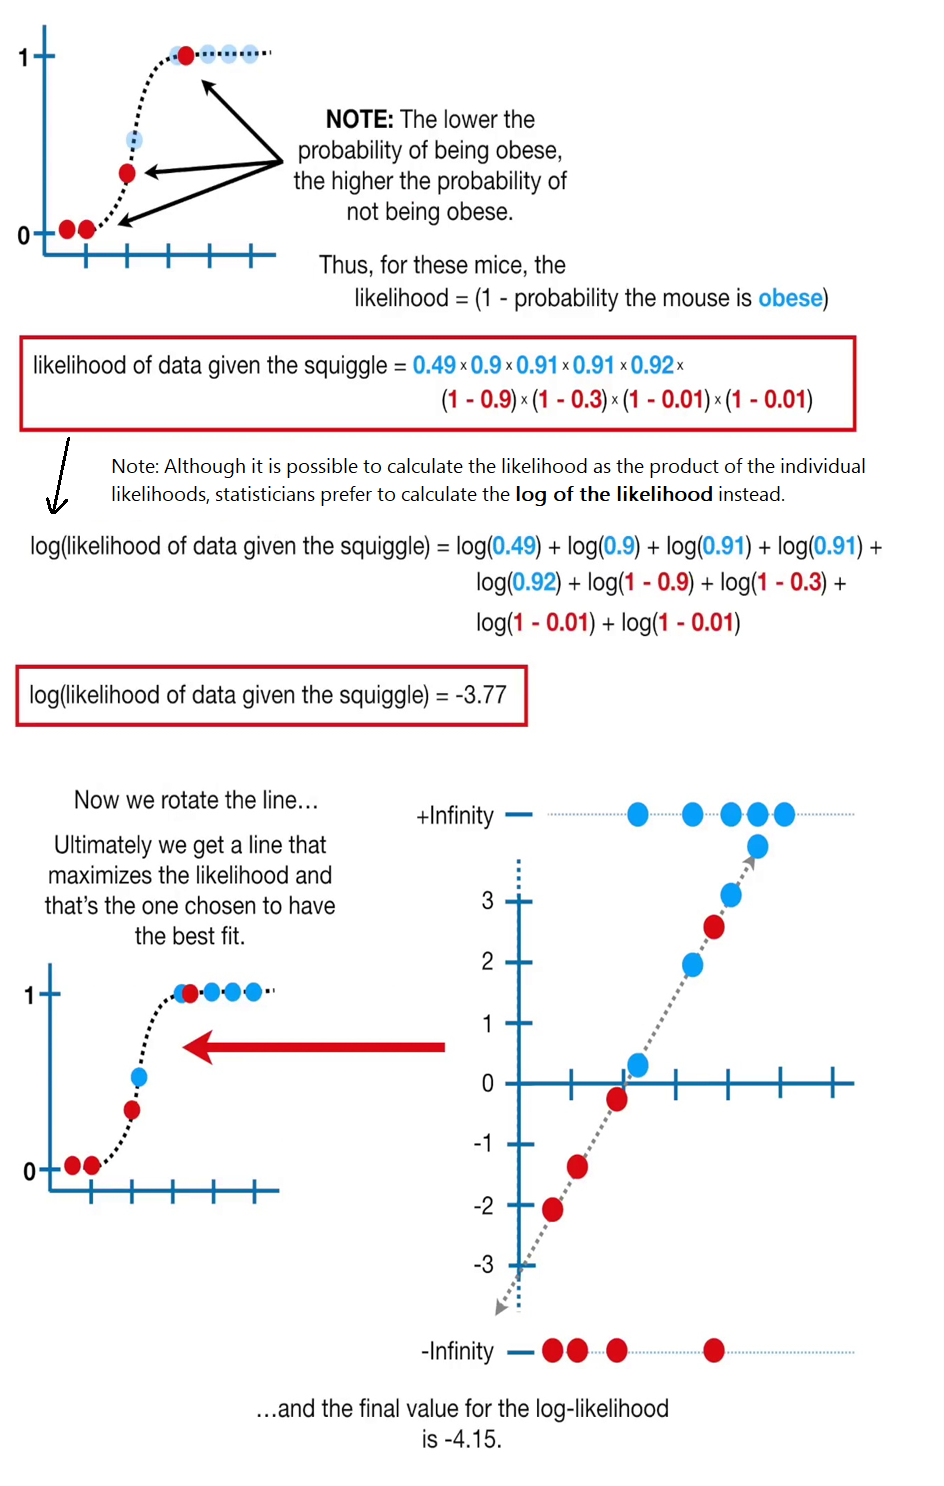 1
0
NOTE: The lower the
probability of being obese,
the higher the probability of
not being obese.
Thus, for these mice, the
likelihood = (1 - probability the mouse is obese)
likelihood of data given the squiggle = 0.49 × 0.9 × 0.91 × 0.91 × 0.92 ×
(1 - 0.9) × (1 - 0.3) × (1 - 0.01) × (1 - 0.01)
Note: Although it is possible to calculate the likelihood as the product of the individual
likelihoods, statisticians prefer to calculate the log of the likelihood instead.
log(likelihood of data given the squiggle) = log(0.49) + log(0.9) + log(0.91) + log(0.91) +
log(0.92) + log(1 - 0.9) + log(1 - 0.3) +
log(1 - 0.01) + log(1 - 0.01)
log(likelihood of data given the squiggle) = -3.77
Now we rotate the line...
Ultimately we get a line that
maximizes the likelihood and
that's the one chosen to have
the best fit.
1
0
+Infinity
3
2
1
0
-1
-2
-3
-Infinity
...and the final value for the log-likelihood
is -4.15.